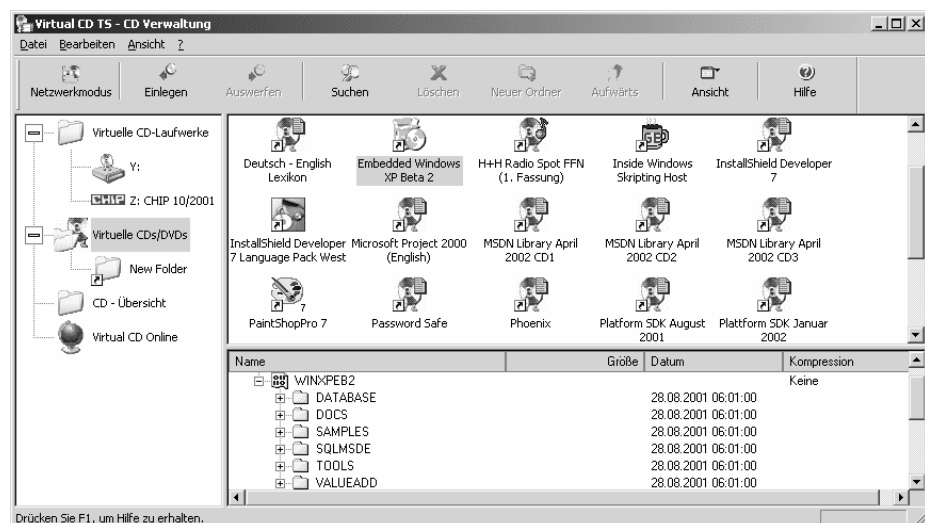 Virtual CD TS - CD Verwaltung
Datei Bearbeiten Ansicht ?
Netzwerkmodus Einlegen Auswerfen Suchen Löschen Neuer Ordner Aufwärts Ansicht Hilfe
Virtuelle CD-Laufwerke
Y:
CHIP Z: CHIP 10/2001
Virtuelle CDs/DVDs
New Folder
CD - Übersicht
Virtual CD Online
Deutsch - English Lexikon
Embedded Windows XP Beta 2
H+H Radio Spot FFN (1. Fassung)
Inside Windows Skripting Host
InstallShield Developer 7
InstallShield Developer 7 Language Pack West
Microsoft Project 2000 (English)
MSDN Library April 2002 CD1
MSDN Library April 2002 CD2
MSDN Library April 2002 CD3
PaintShopPro 7
Password Safe
Phoenix
Platform SDK August 2001
Plattform SDK Januar 2002
Name Größe Datum Kompression
WINXPEB2 Keine
DATABASE 28.08.2001 06:01:00
DOCS 28.08.2001 06:01:00
SAMPLES 28.08.2001 06:01:00
SQLMSDE 28.08.2001 06:01:00
TOOLS 28.08.2001 06:01:00
VALUEADD 28.08.2001 06:01:00
Drücken Sie F1, um Hilfe zu erhalten.